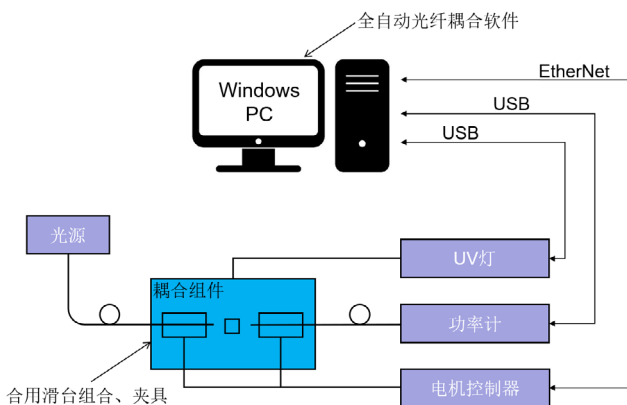 全自动光纤耦合软件
EtherNet
Windows
PC
USB
USB
光源
UV灯
耦合组件
功率计
合用滑台组合、夹具
电机控制器